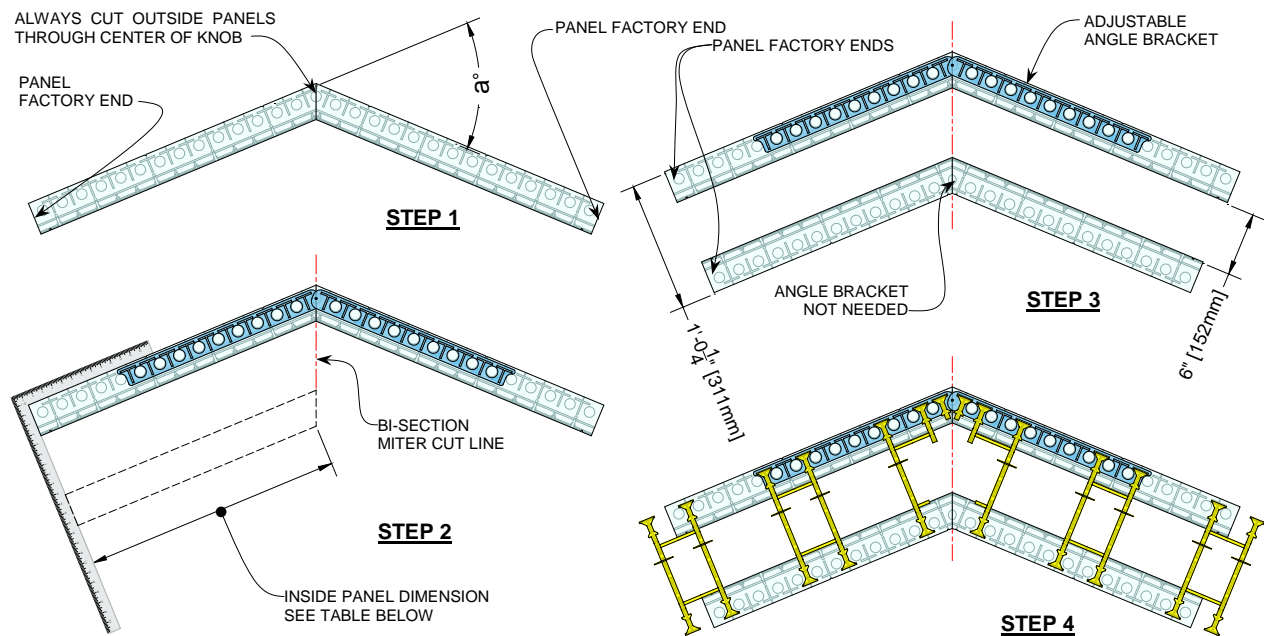 ALWAYS CUT OUTSIDE PANELS
THROUGH CENTER OF KNOB
PANEL
FACTORY END
a°
PANEL FACTORY END
STEP 1
PANEL FACTORY ENDS
ADJUSTABLE
ANGLE BRACKET
ANGLE BRACKET
NOT NEEDED
STEP 3
1'-0 1/4" [311mm]
6" [152mm]
BI-SECTION
MITER CUT LINE
STEP 2
INSIDE PANEL DIMENSION
SEE TABLE BELOW
STEP 4